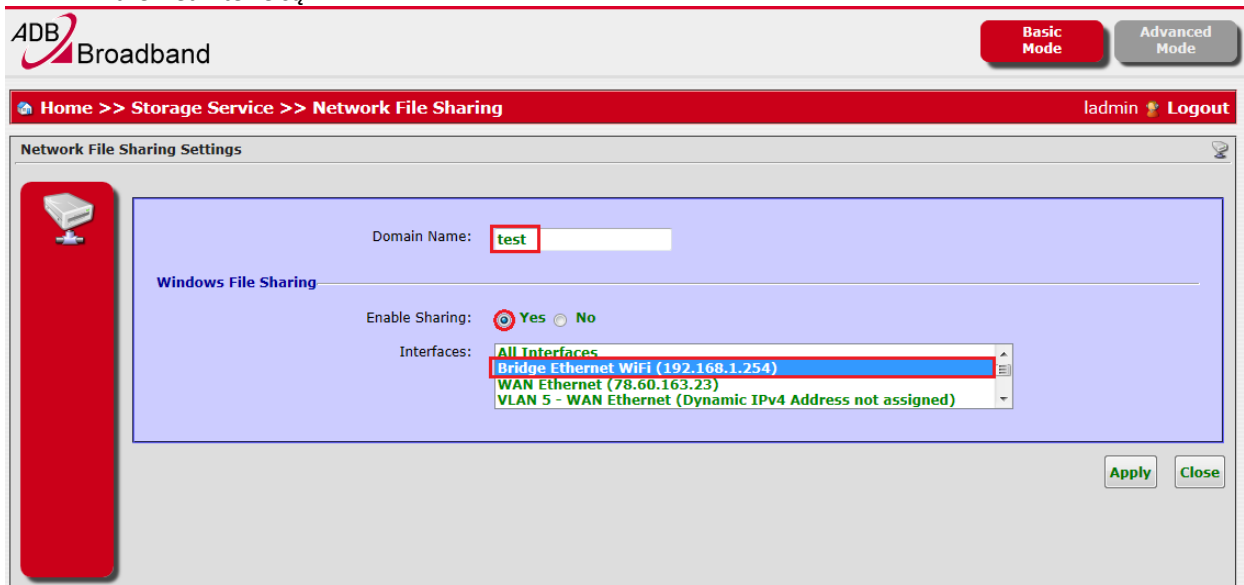 ADB
Broadband
Basic
Mode
Advanced
Mode
Home >> Storage Service >> Network File Sharing
ladmin Logout
Network File Sharing Settings
Domain Name: test
Windows File Sharing
Enable Sharing: Yes No
Interfaces: All Interfaces
Bridge Ethernet WiFi (192.168.1.254)
WAN Ethernet (78.60.163.23)
VLAN 5 - WAN Ethernet (Dynamic IPv4 Address not assigned)
Apply Close